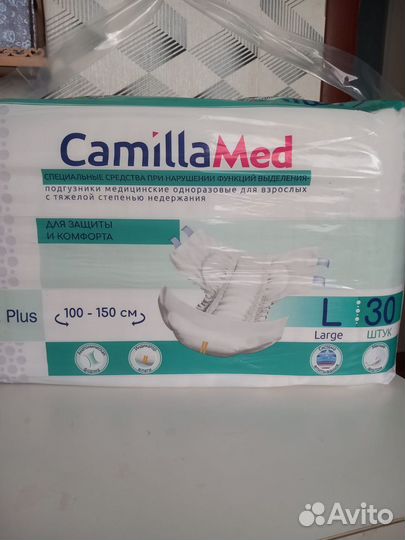 CamillaMed
СПЕЦИАЛЬНЫЕ СРЕДСТВА ПРИ НАРУШЕНИИ ФУНКЦИЙ ВЫДЕЛЕНИЯ
подгузники медицинские одноразовые для взрослых
с тяжелой степенью недержания
ДЛЯ ЗАЩИТЫ
И КОМФОРТА
Plus
100 - 150 см
L
Large
30
ШТУК
Avito